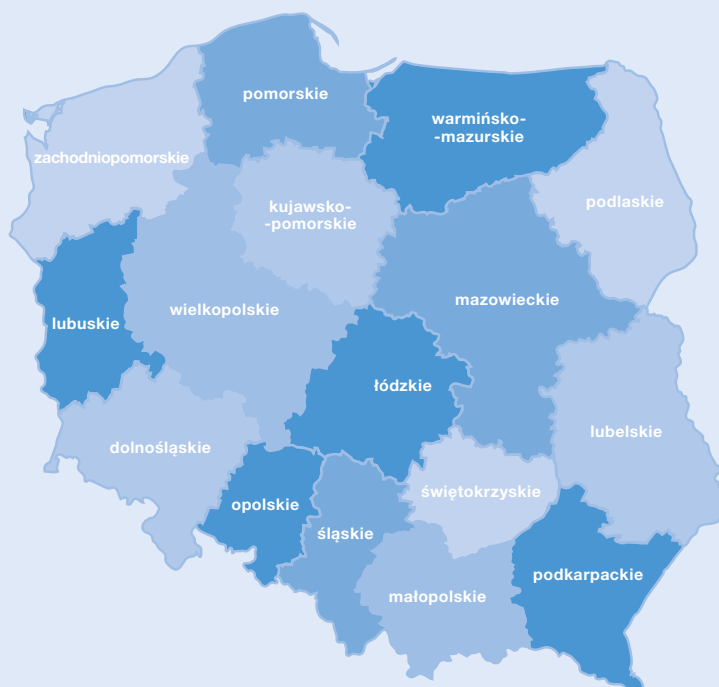 pomorskie
warmińsko-
-mazurskie
zachodniopomorskie
podlaskie
kujawsko-
-pomorskie
mazowieckie
wielkopolskie
lubuskie
łódzkie
lubelskie
dolnośląskie
świętokrzyskie
opolskie
śląskie
podkarpackie
małopolskie